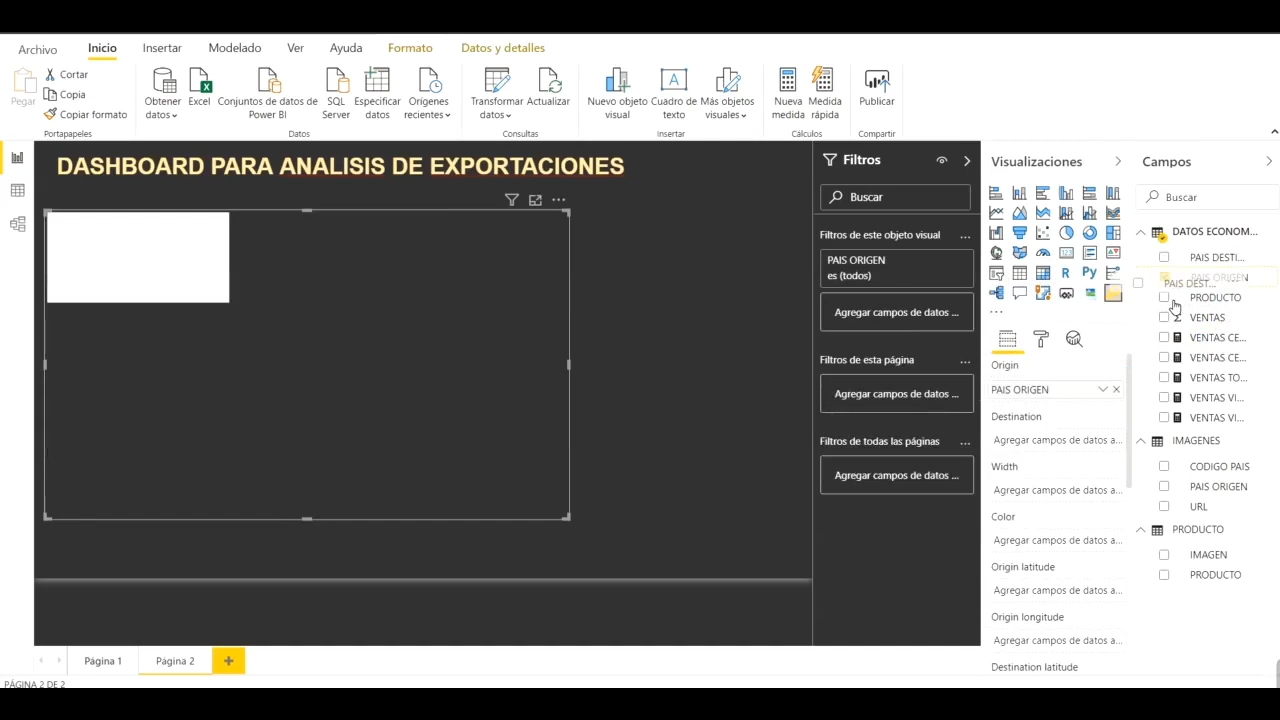 Archivo
Inicio
Insertar
Modelado
Ver
Ayuda
Formato
Datos y detalles
Pegar
Cortar
Copia
Copiar formato
Portapapeles
Obtener datos
Excel
Conjuntos de datos de Power BI
SQL Server
Especificar datos
Orígenes recientes
Datos
Transformar datos
Actualizar
Consultas
Nuevo objeto visual
Cuadro de texto
Más objetos visuales
Insertar
Nueva medida
Medida rápida
Cálculos
Publicar
Compartir
DASHBOARD PARA ANALISIS DE EXPORTACIONES
Filtros
Buscar
Filtros de este objeto visual
PAIS ORIGEN
es (todos)
Agregar campos de datos ...
Filtros de esta página
Agregar campos de datos ...
Filtros de todas las páginas
Agregar campos de datos ...
Visualizaciones
R
Py
Origin
PAIS ORIGEN
Destination
Agregar campos de datos a...
Width
Agregar campos de datos a...
Color
Agregar campos de datos a...
Origin latitude
Agregar campos de datos a...
Origin longitude
Agregar campos de datos a...
Destination latitude
Campos
Buscar
DATOS ECONOM...
PAIS DESTI...
PAIS ORIGEN
PAIS DEST...
PRODUCTO
VENTAS
VENTAS CE...
VENTAS CE...
VENTAS TO...
VENTAS VI...
VENTAS VI...
IMAGENES
CODIGO PAIS
PAIS ORIGEN
URL
PRODUCTO
IMAGEN
PRODUCTO
Página 1
Página 2
PÁGINA 2 DE 2